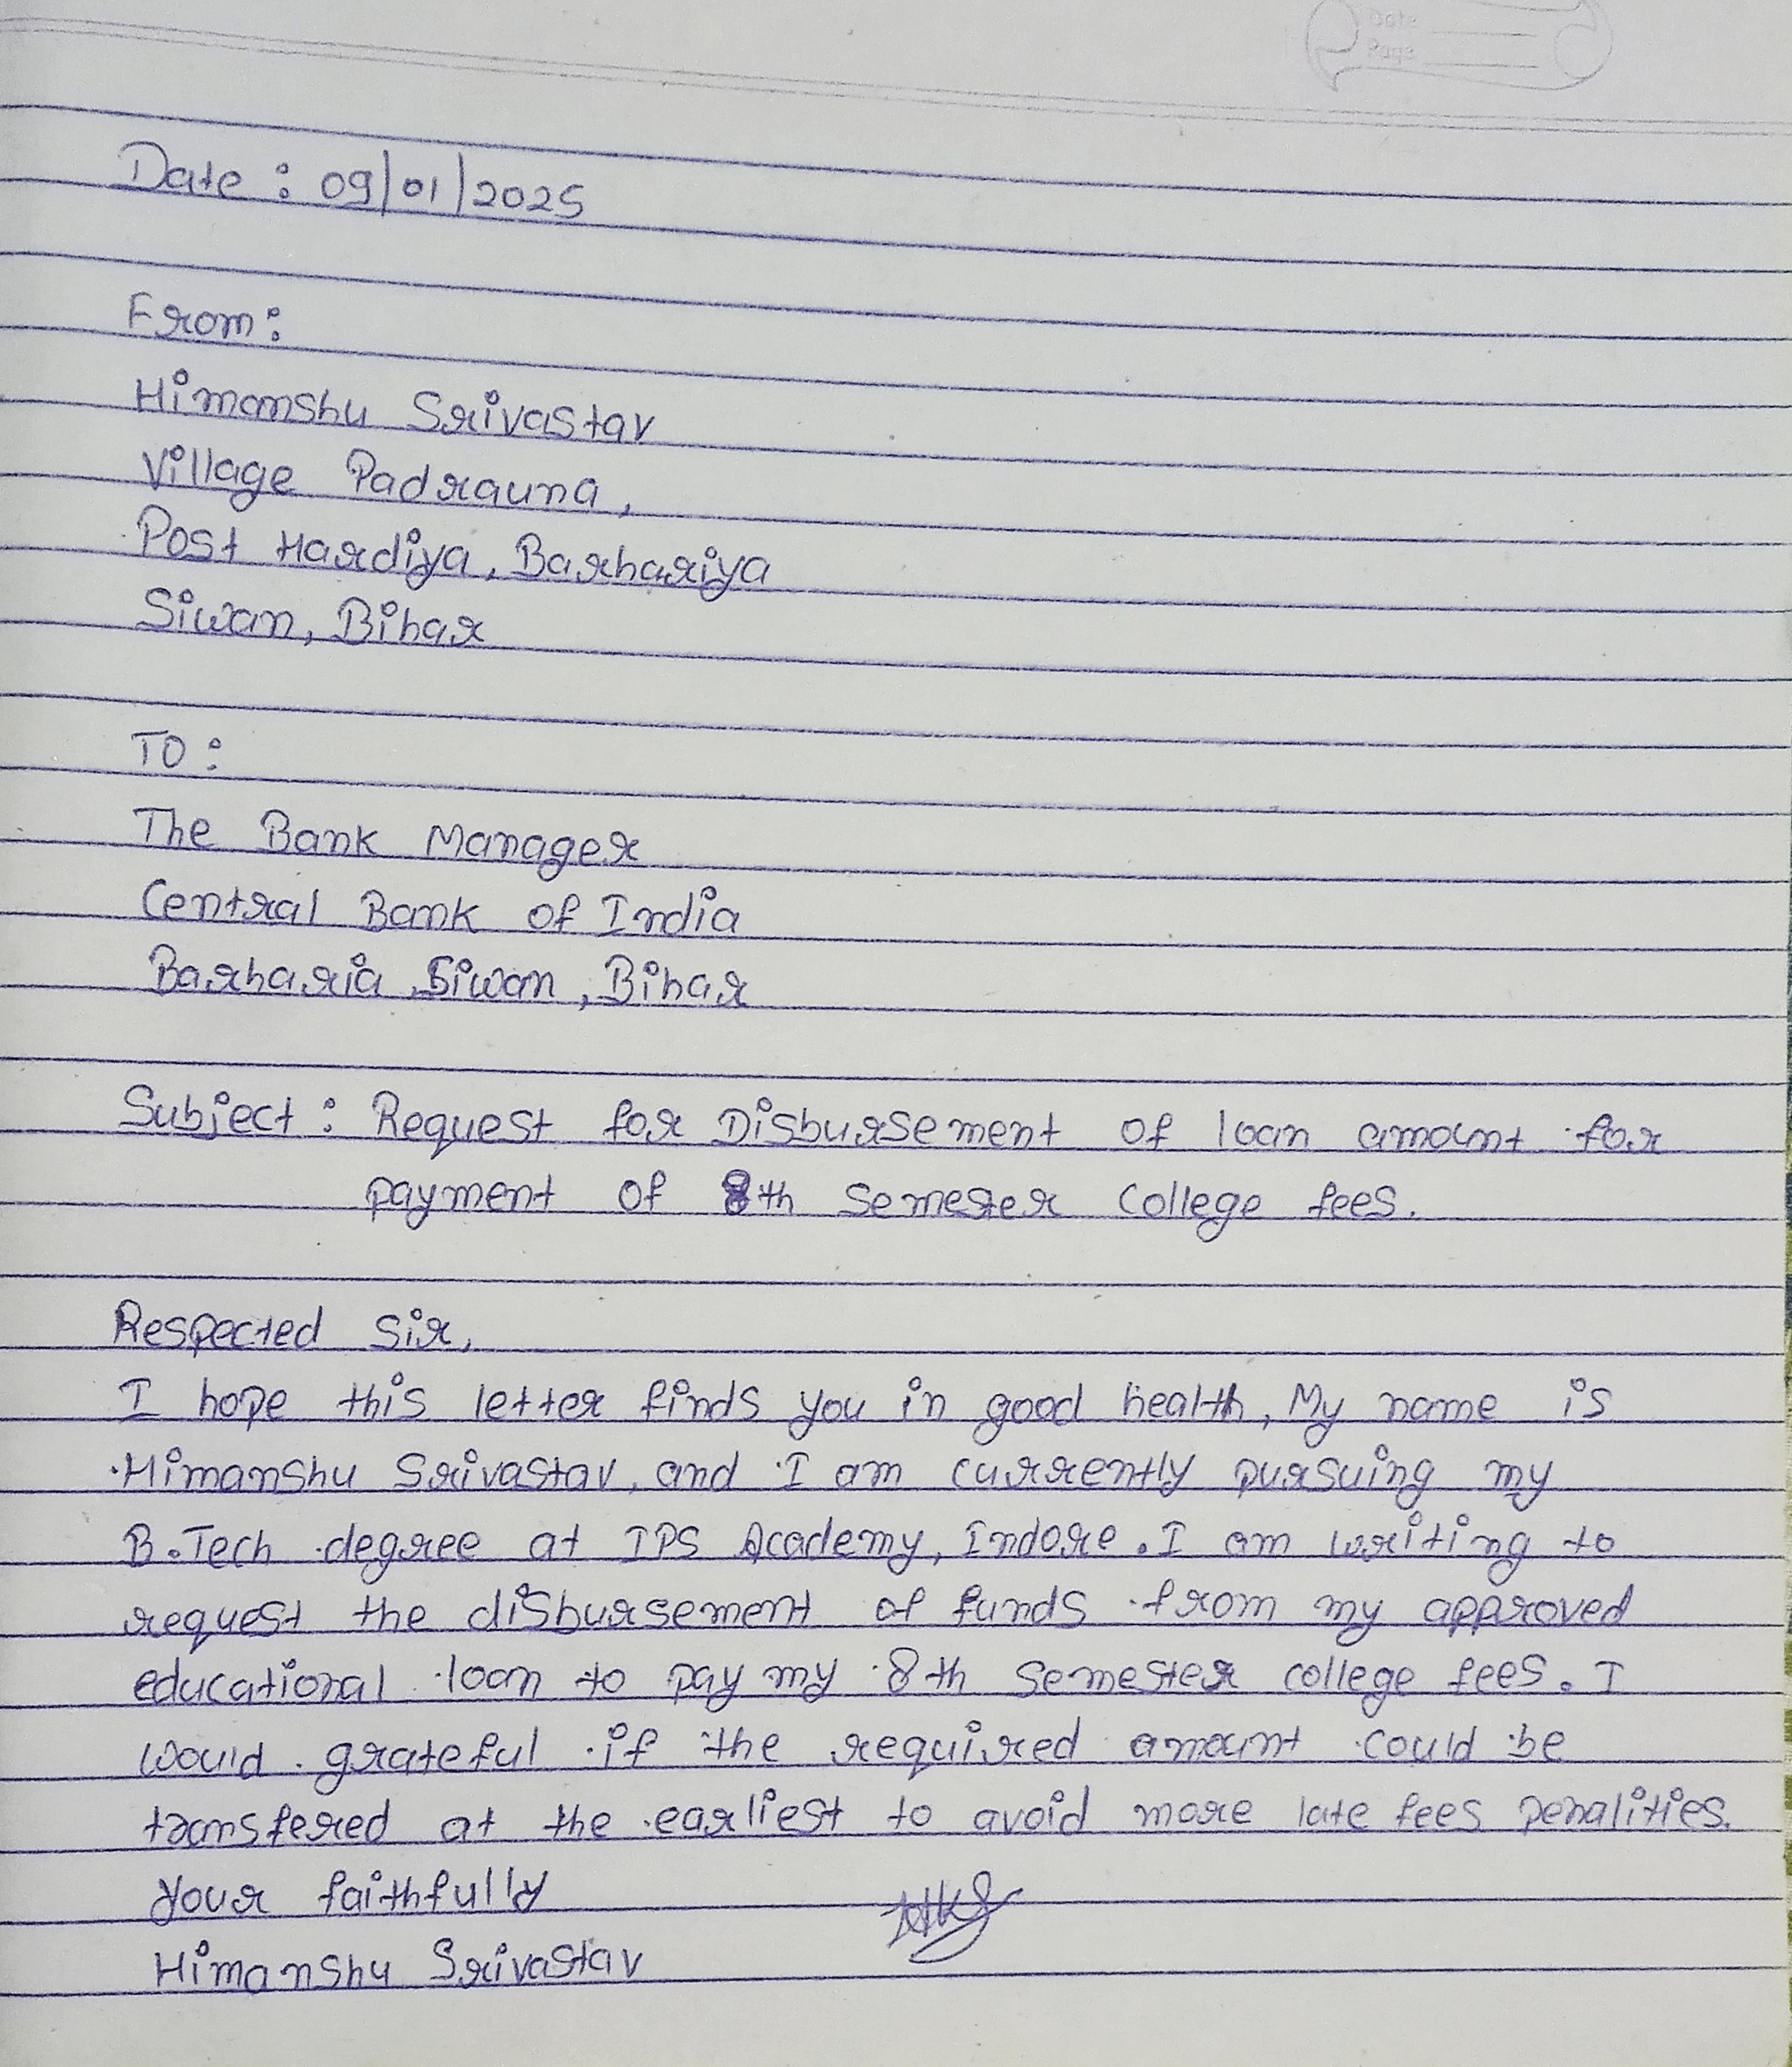 Date
Page
Date : 09/01/2025
From :
Himanshu Srivastav
Village Padrauna,
Post Hardiya, Barhariya
Siwan, Bihar
TO :
The Bank Manager
Central Bank of India
Barharia, Siwan, Bihar
Subject : Request for Disbursement of loan amount for
payment of 8th semester College fees.
Respected Sir,
I hope this letter finds you in good health, My name is
Himanshu Srivastav, and I am currently pursuing my
B.Tech degree at IPS Academy, Indore. I am writing to
request the disbursement of funds from my approved
educational loan to pay my 8th semester college fees. I
would grateful if the required amount could be
transfered at the earliest to avoid more late fees penalities.
your faithfully
HKS
Himanshu Srivastav